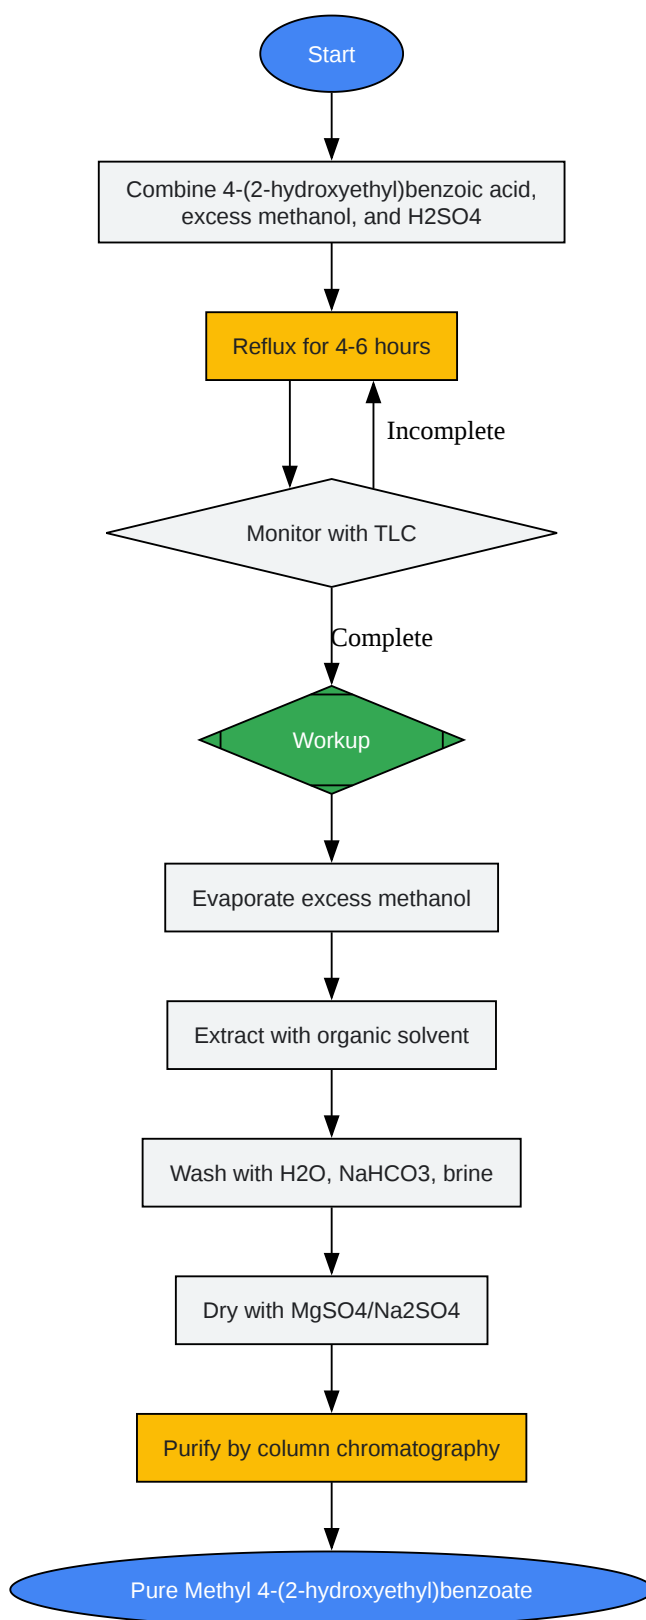 Start
Combine 4-(2-hydroxyethyl)benzoic acid,
excess methanol, and H2SO4
Reflux for 4-6 hours
Incomplete
Monitor with TLC
Complete
Workup
Evaporate excess methanol
Extract with organic solvent
Wash with H2O, NaHCO3, brine
Dry with MgSO4/Na2SO4
Purify by column chromatography
Pure Methyl 4-(2-hydroxyethyl)benzoate